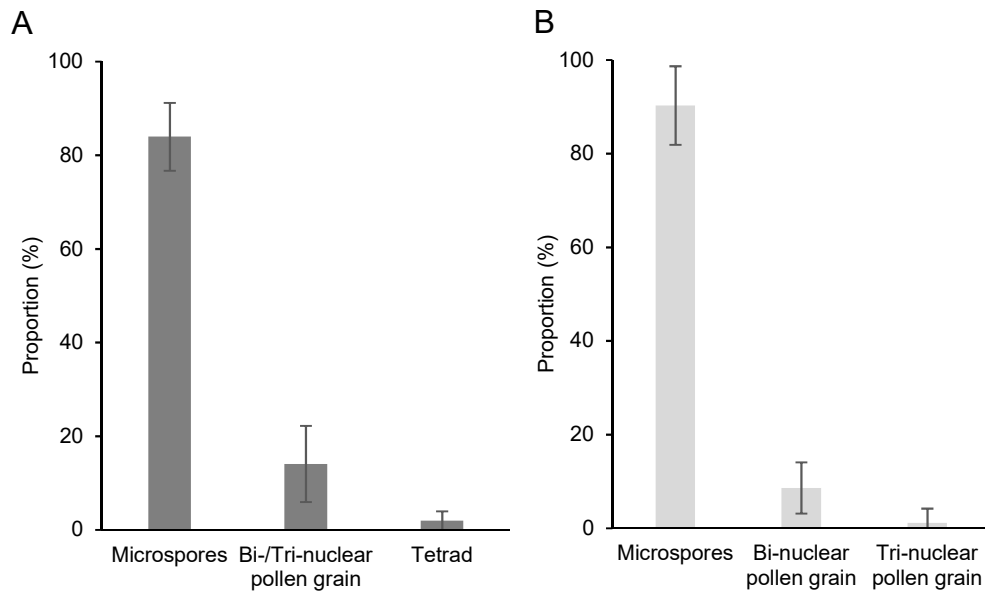 A
Proportion (%)
100
80
60
40
20
0
Microspores
Bi-/Tri-nuclear
pollen grain
Tetrad
B
Proportion (%)
100
80
60
40
20
0
Microspores
Bi-nuclear
pollen grain
Tri-nuclear
pollen grain